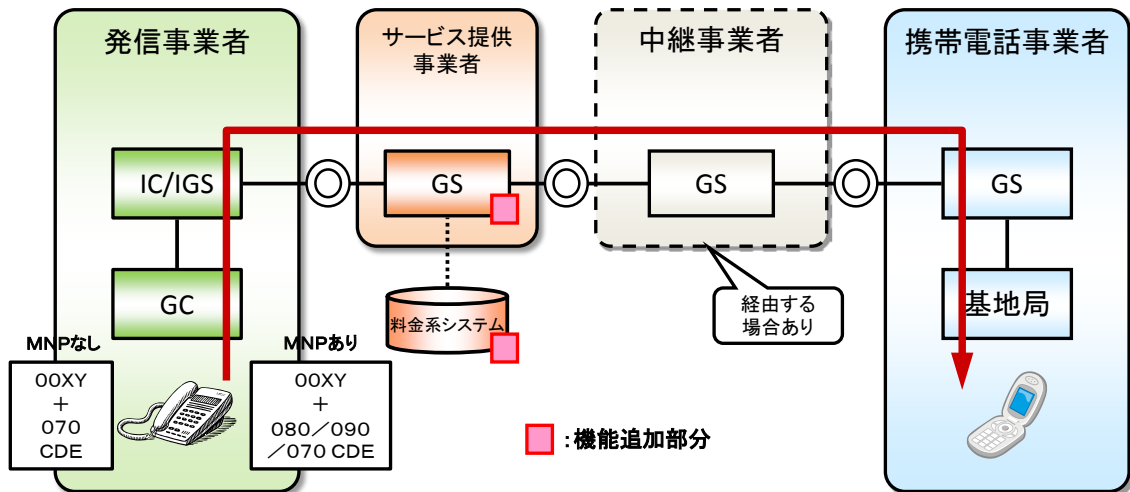 発信事業者
サービス提供
事業者
中継事業者
携帯電話事業者
IC/IGS
GS
GS
GS
GC
料金系システム
経由する
場合あり
基地局
MNPなし
00XY
+
070
CDE
MNPあり
00XY
+
080/090
/070 CDE
:機能追加部分